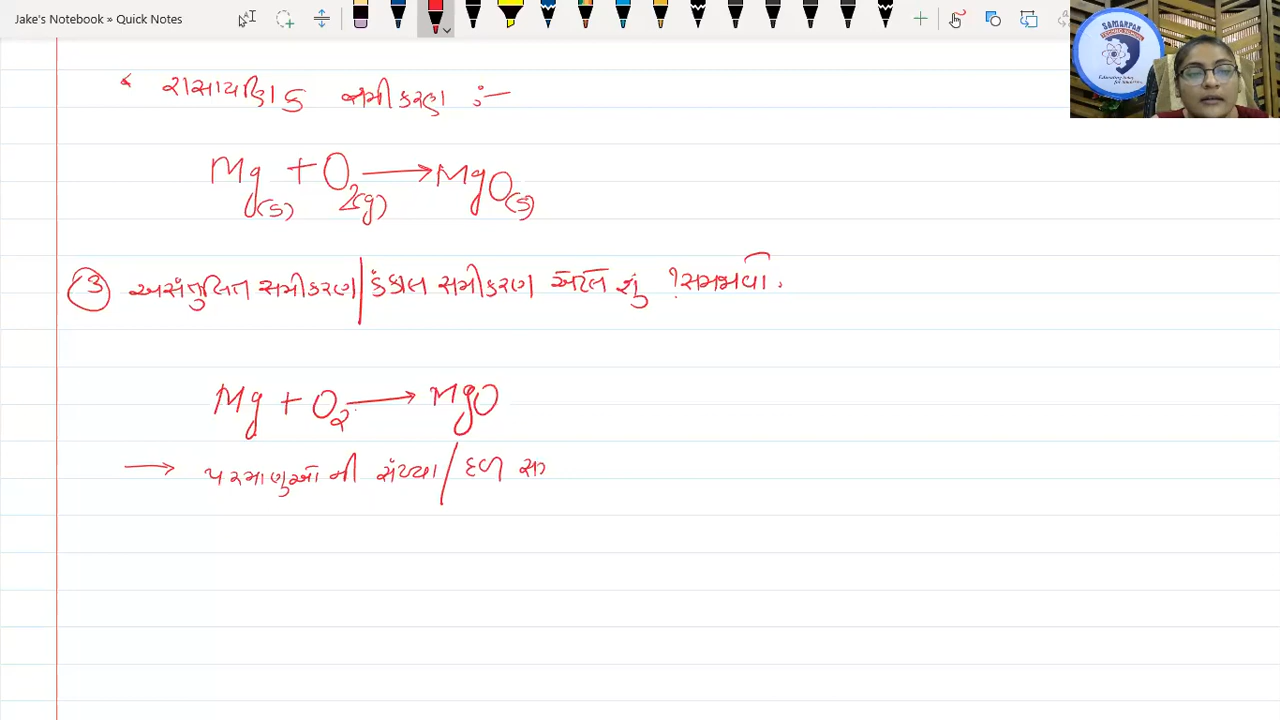 Jake's Notebook » Quick Notes
SAMARPAN
રાસાયણિક સમીકરણ :-
Mg(s) + O2(g) → MgO(s)
③ અસંતુલિત સમીકરણ/કંકાલ સમીકરણ એટલે શું ? સમજાવો.
Mg + O2 → MgO
→ પરમાણુઓની સંખ્યા/દળ સ